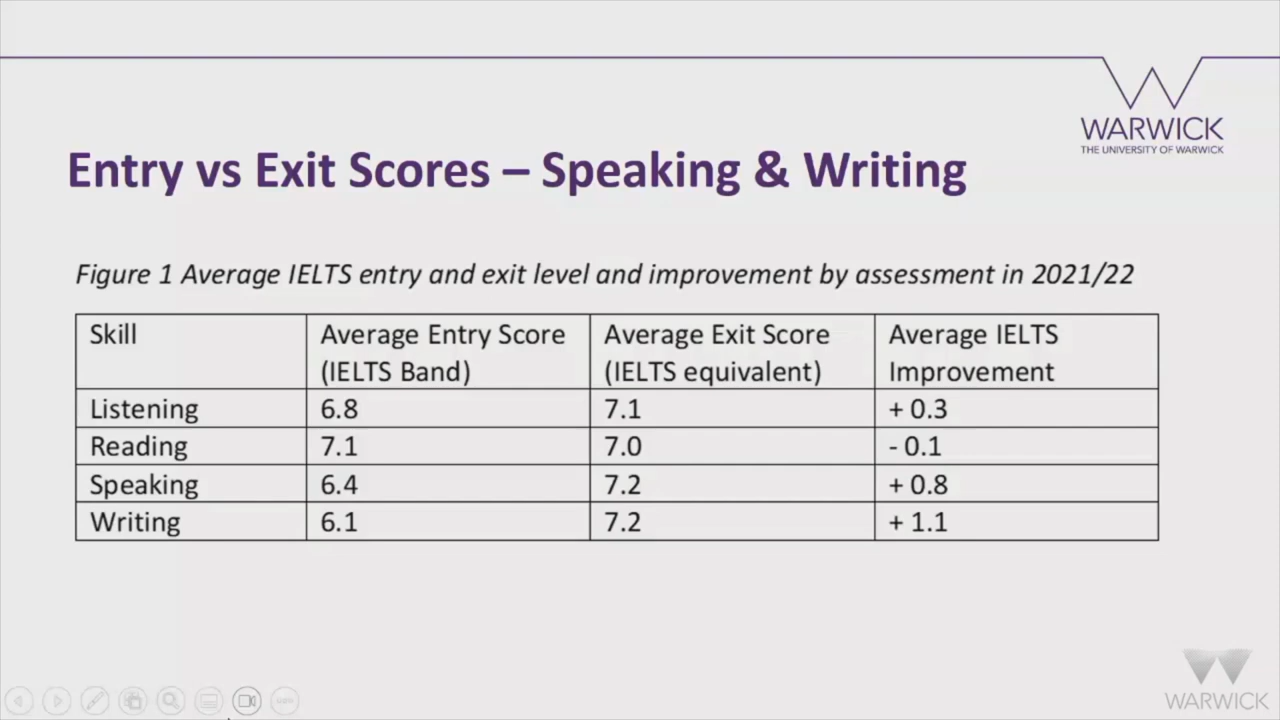 WARWICK
THE UNIVERSITY OF WARWICK
Entry vs Exit Scores – Speaking & Writing
Figure 1 Average IELTS entry and exit level and improvement by assessment in 2021/22
Skill Average Entry Score (IELTS Band) Average Exit Score (IELTS equivalent) Average IELTS Improvement
Listening 6.8 7.1 + 0.3
Reading 7.1 7.0 - 0.1
Speaking 6.4 7.2 + 0.8
Writing 6.1 7.2 + 1.1
WARWICK